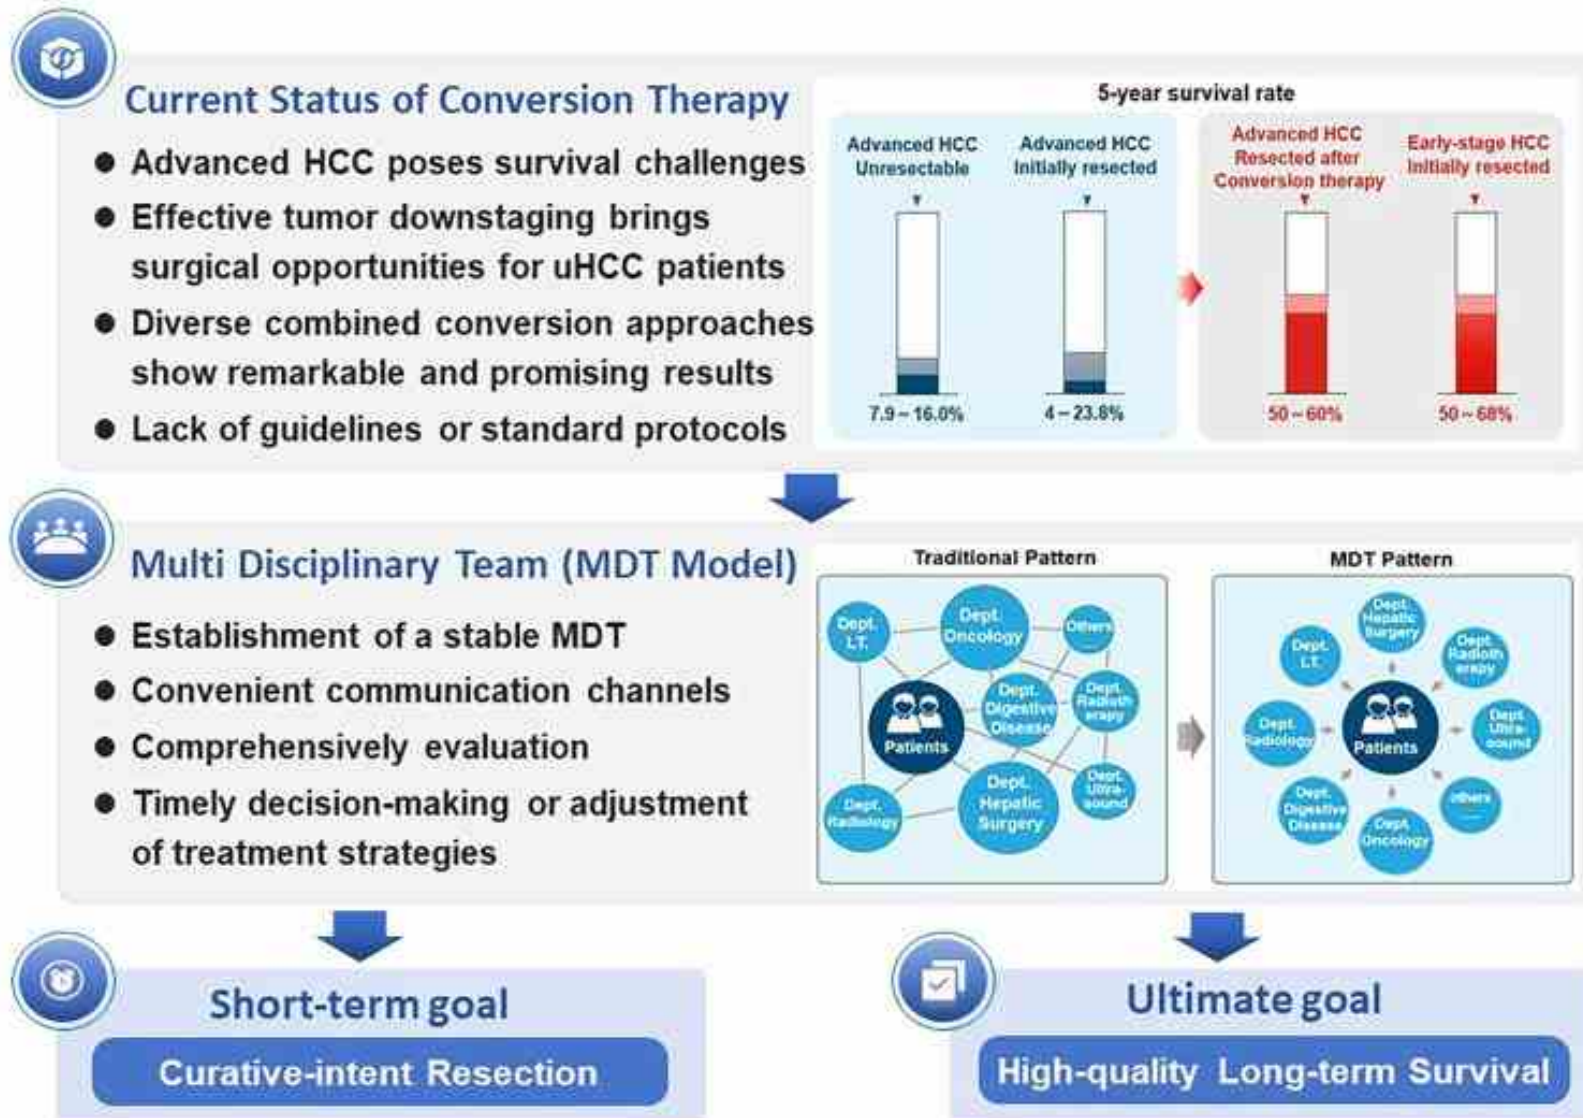 Current Status of Conversion Therapy
● Advanced HCC poses survival challenges
● Effective tumor downstaging brings
surgical opportunities for uHCC patients
● Diverse combined conversion approaches
show remarkable and promising results
● Lack of guidelines or standard protocols
5-year survival rate
Advanced HCC
Unresectable
Advanced HCC
Initially resected
Advanced HCC
Resected after
Conversion therapy
Early-stage HCC
Initially resected
7.9~16.0%
4~23.8%
50~60%
50~68%
Multi Disciplinary Team (MDT Model)
● Establishment of a stable MDT
● Convenient communication channels
● Comprehensively evaluation
● Timely decision-making or adjustment
of treatment strategies
Traditional Pattern
Dept.
L.T.
Dept.
Oncology
Others
Dept.
Digestive
Disease
Dept.
Radioth
erapy
Patients
Dept.
Radiology
Dept.
Hepatic
Surgery
Dept.
Ultra-
sound
MDT Pattern
Dept.
Hepatic
Surgery
Dept.
L.T.
Dept.
Radioth
erapy
Dept.
Radiology
Patients
Dept.
Ultra-
sound
Dept.
Digestive
Disease
Dept.
Oncology
others
Short-term goal
Curative-intent Resection
Ultimate goal
High-quality Long-term Survival